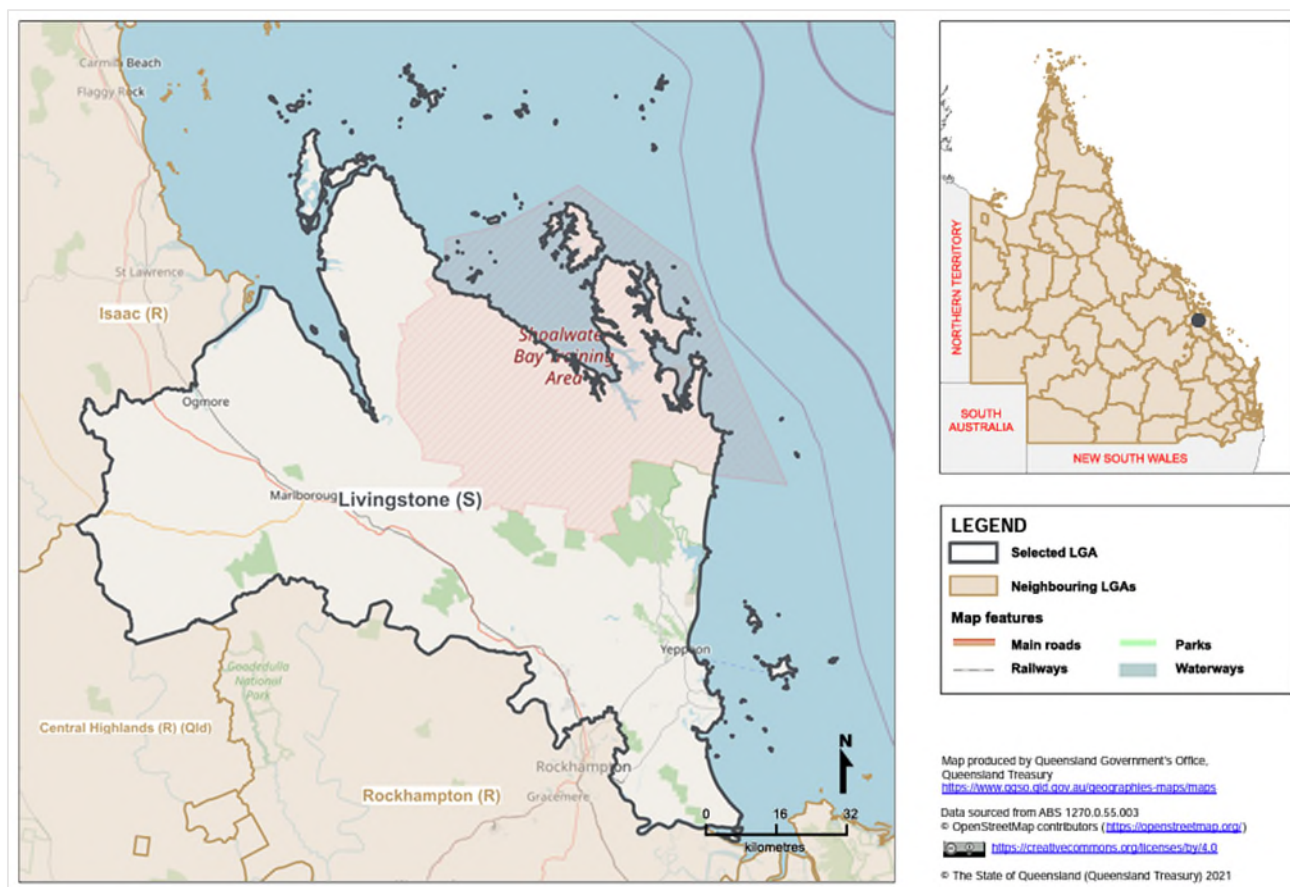 Carmila Beach
Flaggy Rock
St Lawrence
Isaac (R)
Shoalwate
Bay Training
Area
Ogmore
Marlboroug
Livingstone (S)
Yeppoon
Goodedulla
National
Park
Central Highlands (R) (Qld)
Rockhampton
Gracemere
Rockhampton (R)
N
0 16 32
kilometres
NORTHERN TERRITORY
SOUTH
AUSTRALIA
NEW SOUTH WALES
LEGEND
Selected LGA
Neighbouring LGAs
Map features
Main roads
Parks
Railways
Waterways
Map produced by Queensland Government's Office,
Queensland Treasury
https://www.qgso.qld.gov.au/geographies-maps/maps
Data sourced from ABS 1270.0.55.003
© OpenStreetMap contributors (https://openstreetmap.org/)
https://creativecommons.org/licenses/by/4.0
© The State of Queensland (Queensland Treasury) 2021